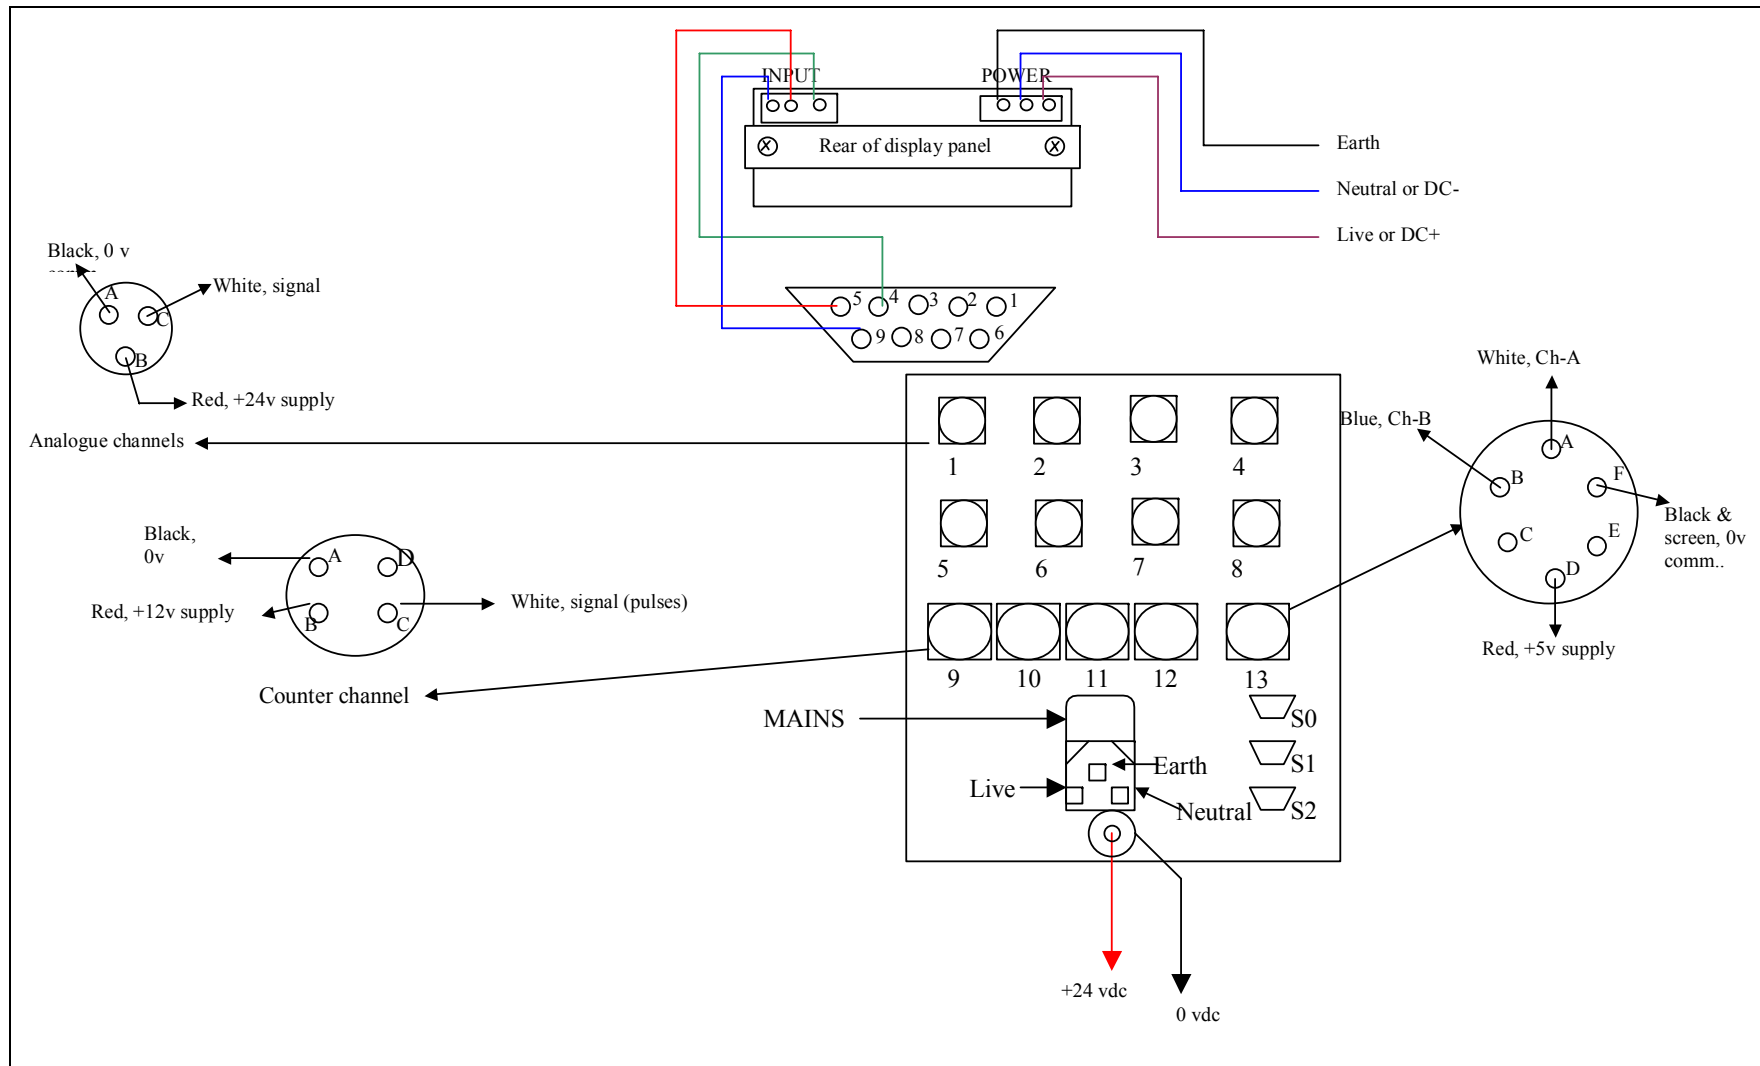 INPUT
POWER
Rear of display panel
Earth
Neutral or DC-
Live or DC+
Black, 0 v
White, signal
A
C
B
Red, +24v supply
Analogue channels
5 4 3 2 1
9 8 7 6
White, Ch-A
Blue, Ch-B
A
B
F
C
E
D
Black &
screen, 0v
comm..
Red, +5v supply
1 2 3 4
5 6 7 8
9 10 11 12 13
Black,
0v
A
D
Red, +12v supply
B
C
White, signal (pulses)
Counter channel
MAINS
Earth
Live
Neutral
S0
S1
S2
+24 vdc
0 vdc